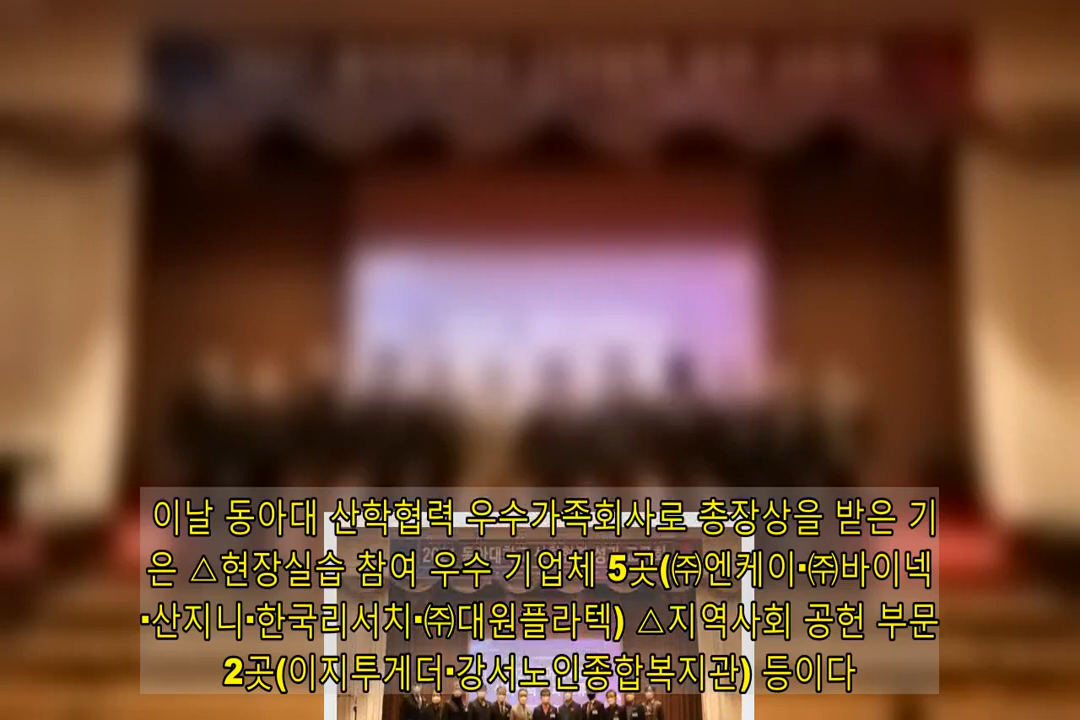 이날 동아대 산학협력 우수가족회사로 총장상을 받은 기
은 △현장실습 참여 우수 기업체 5곳(㈜엔케이·㈜바이넥
·산지니·한국리서치·㈜대원플라텍) △지역사회 공헌 부문
2곳(이지투게더·강서노인종합복지관) 등이다